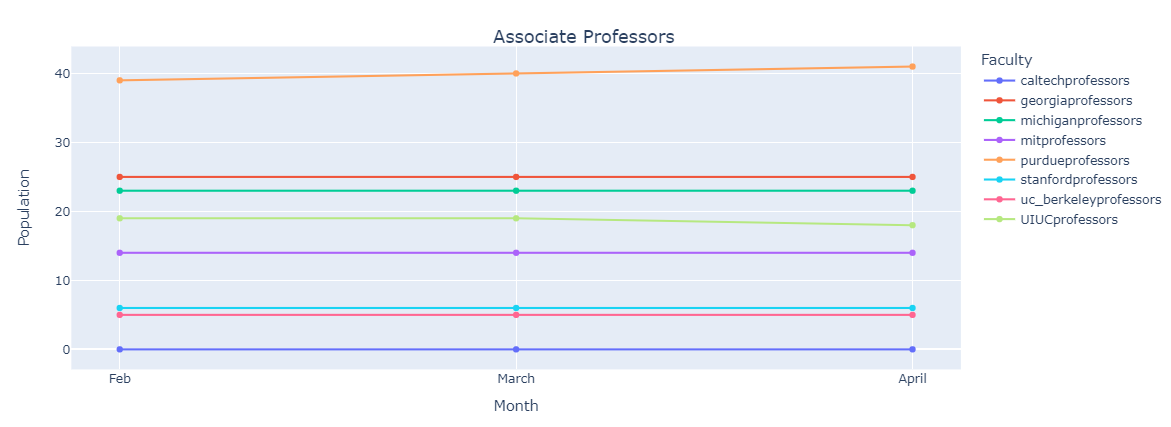 Associate Professors
Population
40
30
20
10
0
Feb
March
April
Month
Faculty
caltechprofessors
georgiaprofessors
michiganprofessors
mitprofessors
purdueprofessors
stanfordprofessors
uc_berkeleyprofessors
UIUCprofessors